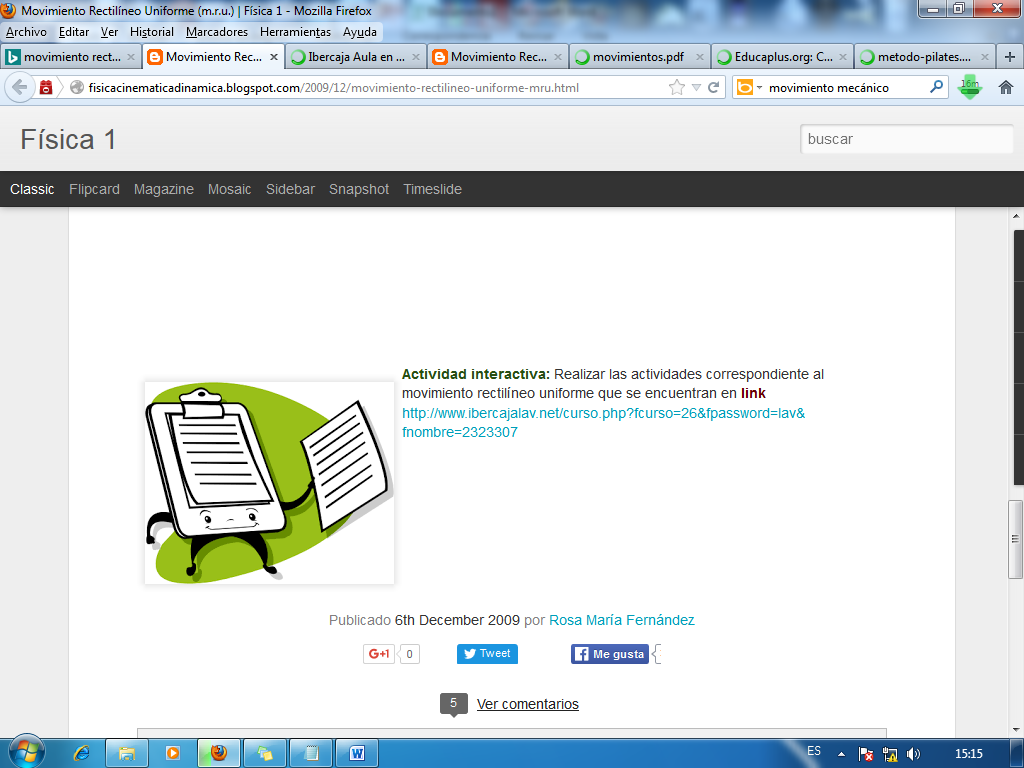 Movimiento Rectilíneo Uniforme (m.r.u.) | Física 1 - Mozilla Firefox
Archivo Editar Ver Historial Marcadores Herramientas Ayuda
movimiento rect... Movimiento Rec... Ibercaja Aula en ... Movimiento Rec... movimientos.pdf Educaplus.org: C... metodo-pilates....
fisicacinematicadinamica.blogspot.com/2009/12/movimiento-rectilineo-uniforme-mru.html movimiento mecánico 16m
Física 1
buscar
Classic Flipcard Magazine Mosaic Sidebar Snapshot Timeslide
Actividad interactiva: Realizar las actividades correspondiente al
movimiento rectilíneo uniforme que se encuentran en link
http://www.ibercajalav.net/curso.php?fcurso=26&fpassword=lav&
fnombre=2323307
Publicado 6th December 2009 por Rosa María Fernández
G+1 0 Tweet Me gusta
5 Ver comentarios
ES 15:15